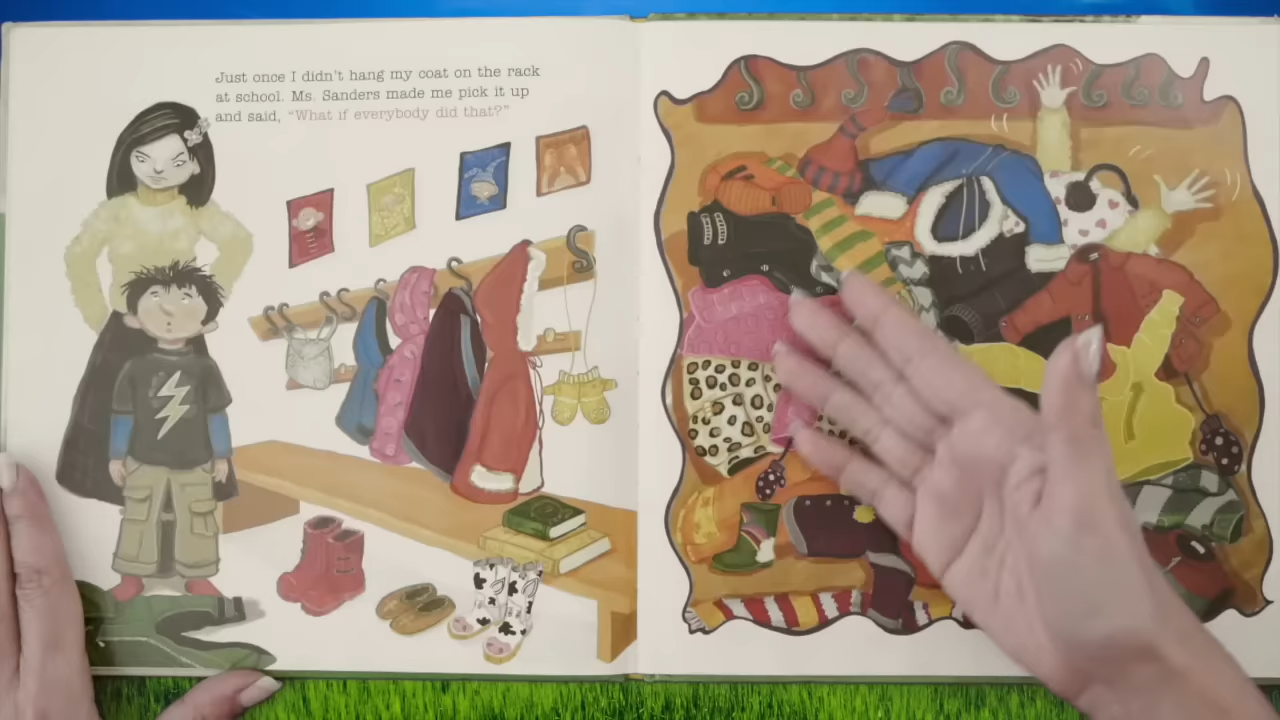 Just once I didn't hang my coat on the rack
at school. Ms. Sanders made me pick it up
and said, "What if everybody did that?"